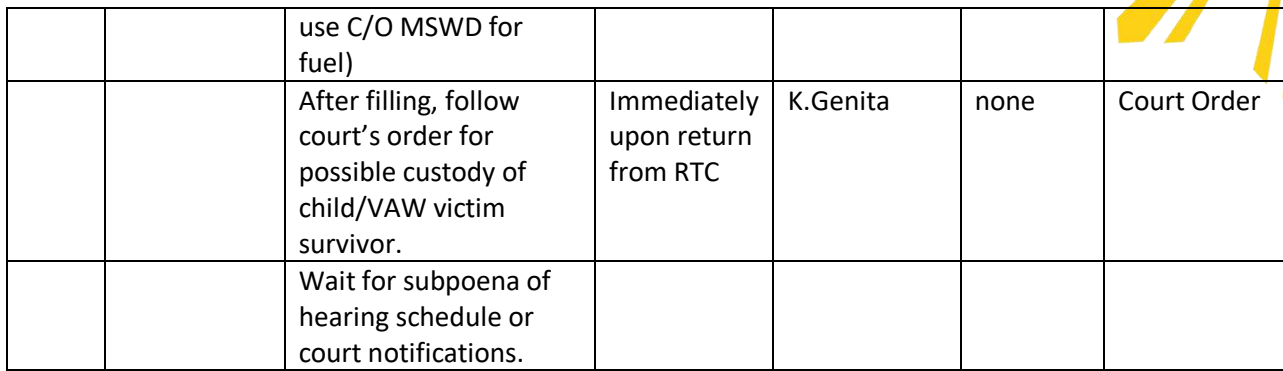 use C/O MSWD for
fuel)
After filling, follow
court's order for
possible custody of
child/VAW victim
survivor.
Immediately
upon return
from RTC
K.Genita
none
Court Order
Wait for subpoena of
hearing schedule or
court notifications.